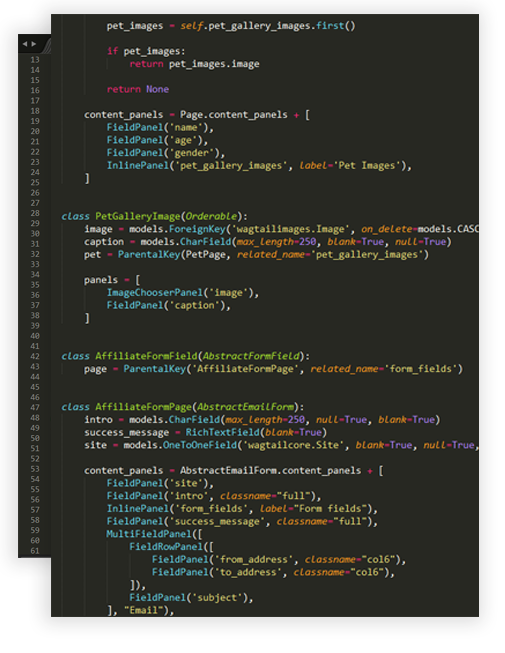 pet_images = self.pet_gallery_images.first()
if pet_images:
return pet_images.image
return None
content_panels = Page.content_panels + [
FieldPanel('name'),
FieldPanel('age'),
FieldPanel('gender'),
InlinePanel('pet_gallery_images', label='Pet Images'),
]
class PetGalleryImage(Orderable):
image = models.ForeignKey('wagtailimages.Image', on_delete=models.CASC
caption = models.CharField(max_length=250, blank=True, null=True)
pet = ParentalKey(PetPage, related_name='pet_gallery_images')
panels = [
ImageChooserPanel('image'),
FieldPanel('caption'),
]
class AffiliateFormField(AbstractFormField):
page = ParentalKey('AffiliateFormPage', related_name='form_fields')
class AffiliateFormPage(AbstractEmailForm):
intro = models.CharField(max_length=250, null=True, blank=True)
success_message = RichTextField(blank=True)
site = models.OneToOneField('wagtailcore.Site', blank=True, null=True,
content_panels = AbstractEmailForm.content_panels + [
FieldPanel('site'),
FieldPanel('intro', classname="full"),
InlinePanel('form_fields', label="Form fields"),
FieldPanel('success_message', classname="full"),
MultiFieldPanel([
FieldRowPanel([
FieldPanel('from_address', classname="col6"),
FieldPanel('to_address', classname="col6"),
]),
FieldPanel('subject'),
], "Email"),
13
14
15
16
17
18
19
20
21
22
23
24
25
26
27
28
29
30
31
32
33
34
35
36
37
38
39
40
41
42
43
44
45
46
47
48
49
50
51
52
53
54
55
56
57
58
59
60
61